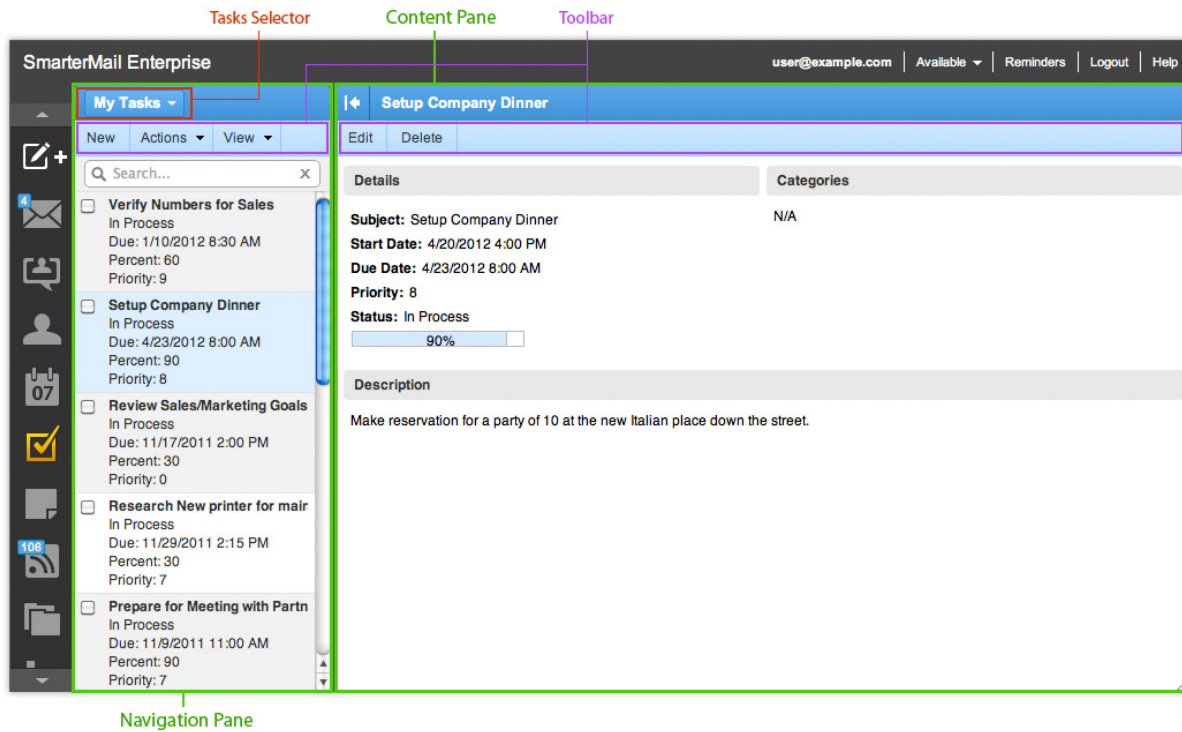 Tasks Selector
Content Pane
Toolbar
SmarterMail Enterprise
user@example.com
Available
Reminders
Logout
Help
My Tasks
Setup Company Dinner
New
Actions
View
Edit
Delete
Search...
x
4
07
106
Verify Numbers for Sales
In Process
Due: 1/10/2012 8:30 AM
Percent: 60
Priority: 9
Setup Company Dinner
In Process
Due: 4/23/2012 8:00 AM
Percent: 90
Priority: 8
Review Sales/Marketing Goals
In Process
Due: 11/17/2011 2:00 PM
Percent: 30
Priority: 0
Research New printer for mair
In Process
Due: 11/29/2011 2:15 PM
Percent: 30
Priority: 7
Prepare for Meeting with Partn
In Process
Due: 11/9/2011 11:00 AM
Percent: 90
Priority: 7
Details
Subject: Setup Company Dinner
Start Date: 4/20/2012 4:00 PM
Due Date: 4/23/2012 8:00 AM
Priority: 8
Status: In Process
90%
Categories
N/A
Description
Make reservation for a party of 10 at the new Italian place down the street.
Navigation Pane